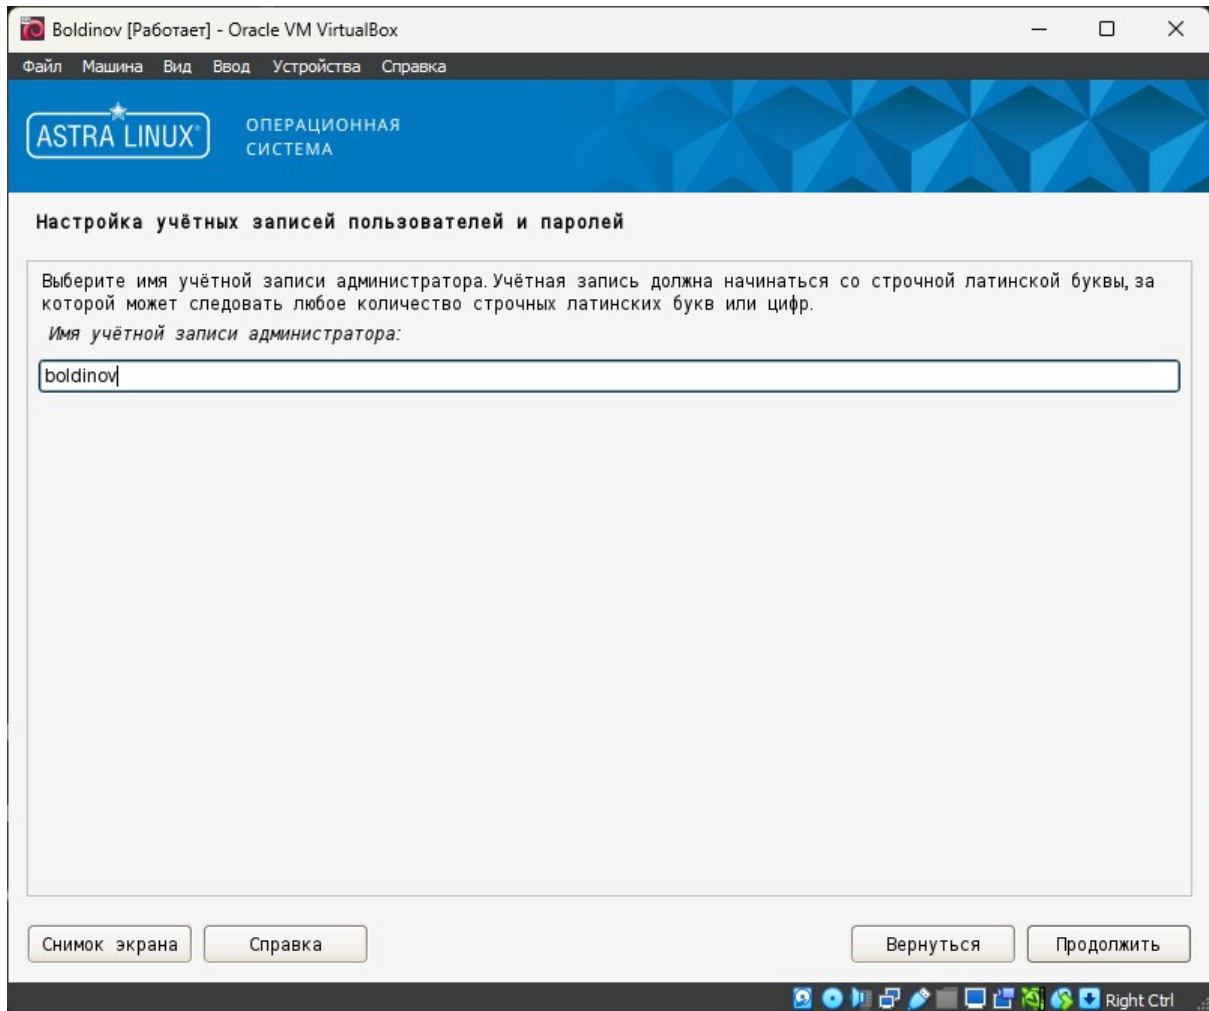 Boldinov [Работает] - Oracle VM VirtualBox
Файл Машина Вид Ввод Устройства Справка
ASTRA LINUX®
ОПЕРАЦИОННАЯ
СИСТЕМА
Настройка учётных записей пользователей и паролей
Выберите имя учётной записи администратора. Учётная запись должна начинаться со строчной латинской буквы, за
которой может следовать любое количество строчных латинских букв или цифр.
Имя учётной записи администратора:
boldinov
Снимок экрана Справка Вернуться Продолжить
Right Ctrl